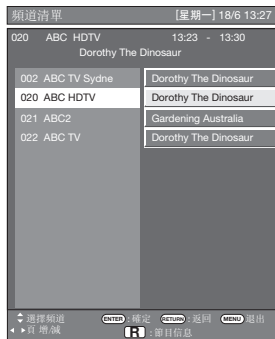 頻道清單 [星期一] 18/6 13:27
020 ABC HDTV 13:23 - 13:30
Dorothy The Dinosaur
002 ABC TV Sydne Dorothy The Dinosaur
020 ABC HDTV Dorothy The Dinosaur
021 ABC2 Gardening Australia
022 ABC TV Dorothy The Dinosaur
選擇頻道 ENTER :確定 RETURN :返回 MENU 退出
頁 增/減 R :節目信息